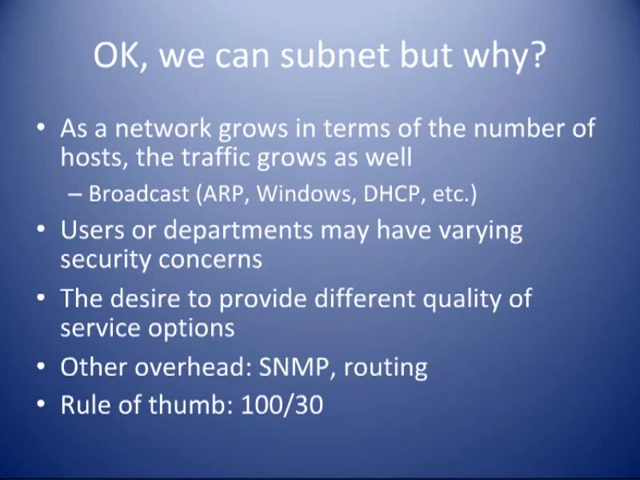 OK, we can subnet but why?
• As a network grows in terms of the number of
hosts, the traffic grows as well
– Broadcast (ARP, Windows, DHCP, etc.)
• Users or departments may have varying
security concerns
• The desire to provide different quality of
service options
• Other overhead: SNMP, routing
• Rule of thumb: 100/30